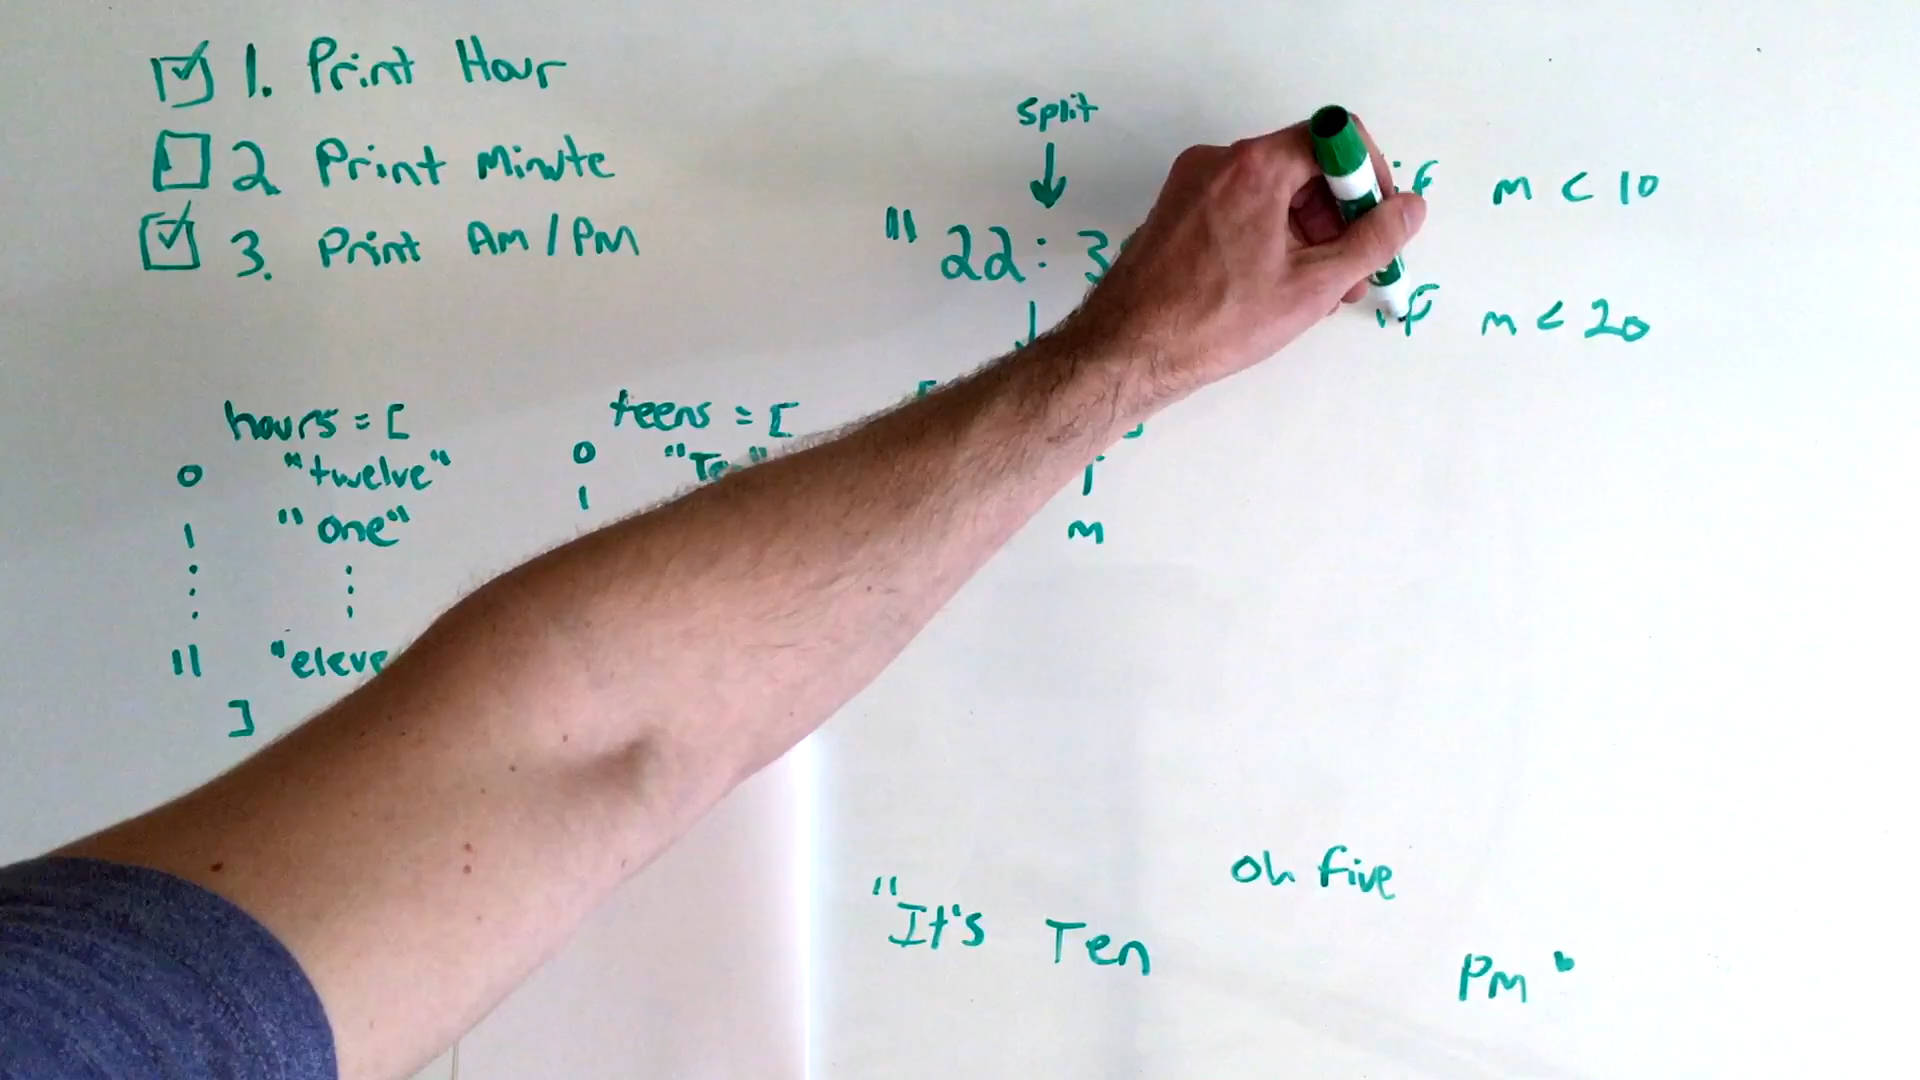 1. Print Hour
2 Print Minute
3. Print AM/PM
split
"22: 3
if m < 10
if m < 20
hours = [
0 "twelve"
1 "one"
11
]
teens = [
0
1
m
oh five
"It's Ten PM"